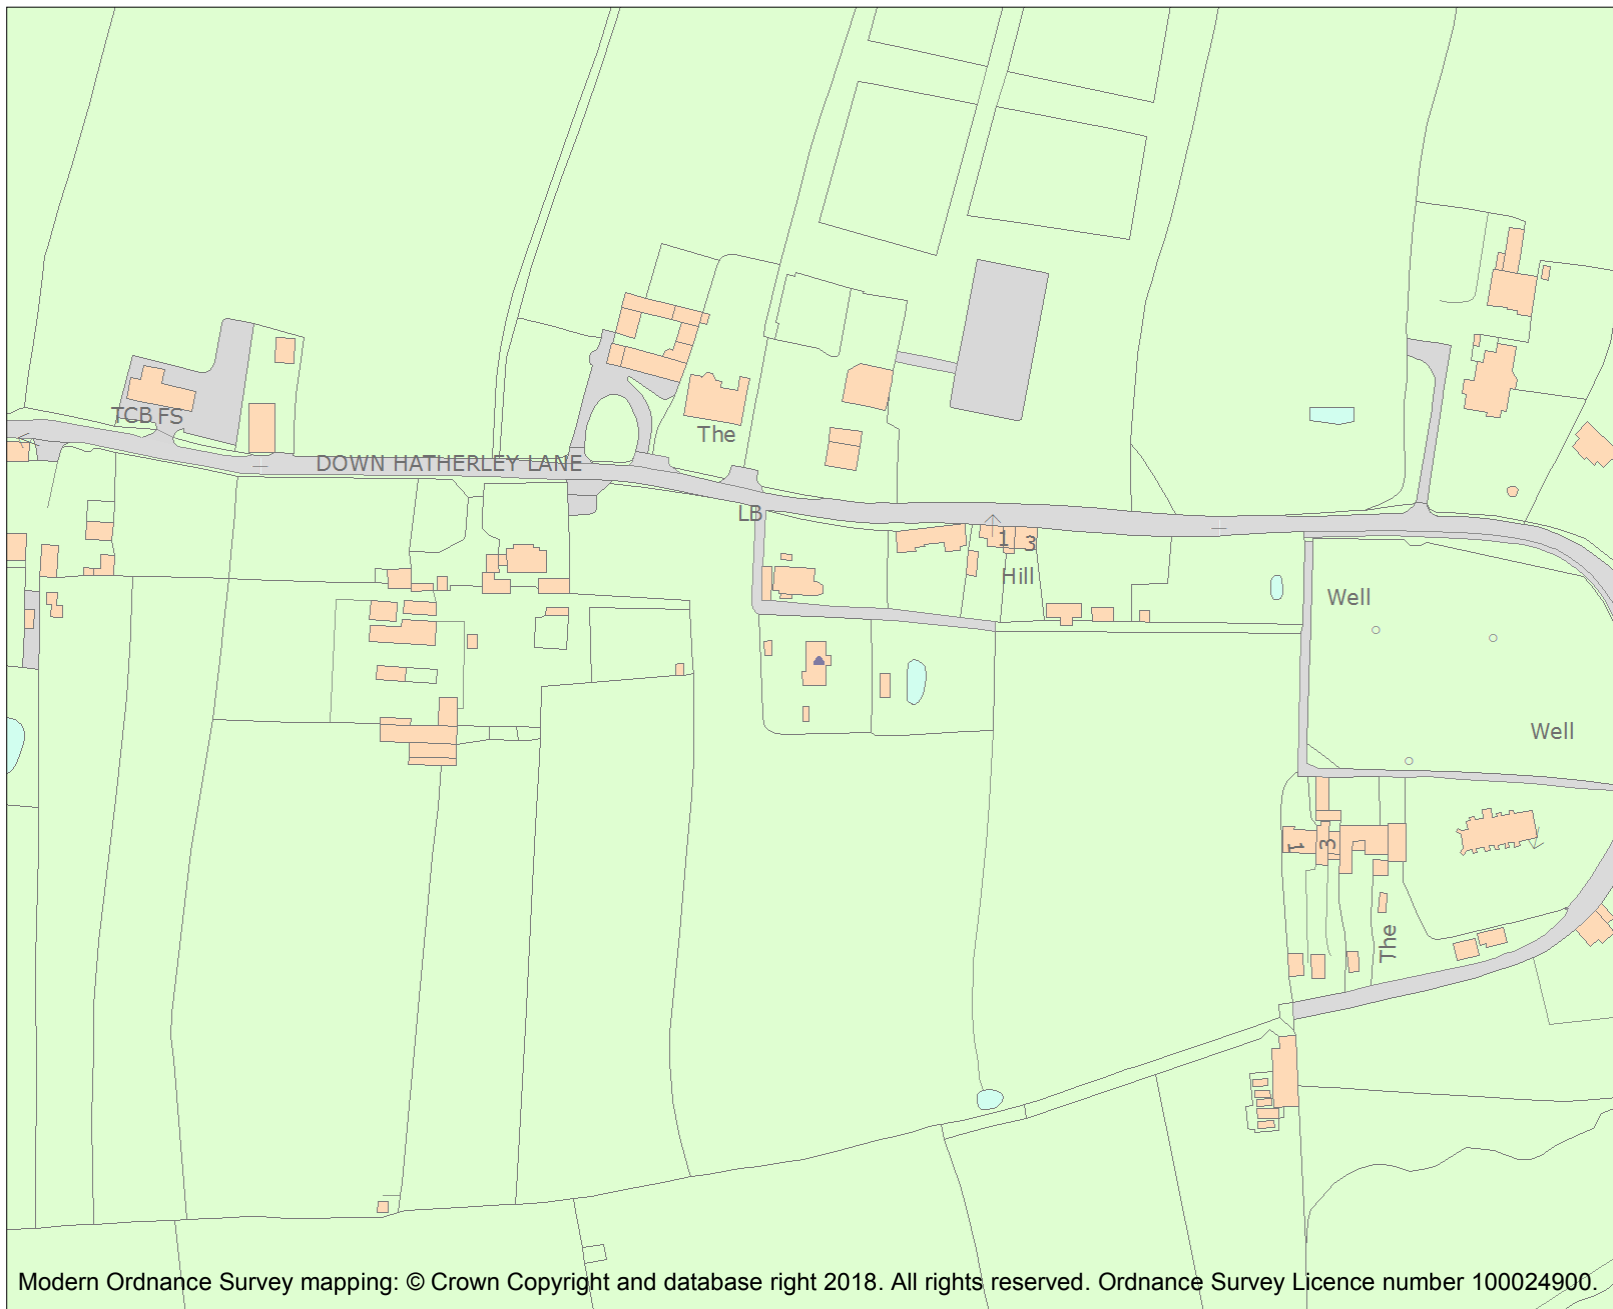 TCB FS
The
DOWN HATHERLEY LANE
LB
1 3
Hill
Well
Well
1 3
The
Modern Ordnance Survey mapping: © Crown Copyright and database right 2018. All rights reserved. Ordnance Survey Licence number 100024900.